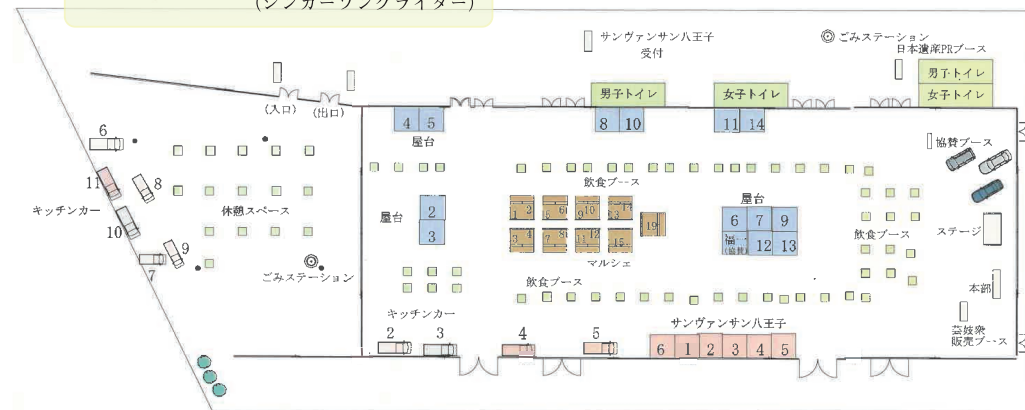 (シンガーソングライター)
サンヴァンサン八王子
受付
ごみステーション
日本遺産PRブース
男子トイレ
女子トイレ
男子トイレ
女子トイレ
(入口)
(出口)
4 5
屋台
8 10
11 14
協賛ブース
6
11
8
キッチンカー
10
7
9
休憩スペース
ごみステーション
屋台
2
3
飲食ブース
1 2
6
9 10
13
19
3 4
7 8
11 12
15
マルシェ
飲食ブース
屋台
6 7 9
福
(協賛)
12 13
飲食ブース
ステージ
本部
芸妓衆
販売ブース
キッチンカー
2
3
4
5
サンヴァンサン八王子
6 1 2 3 4 5